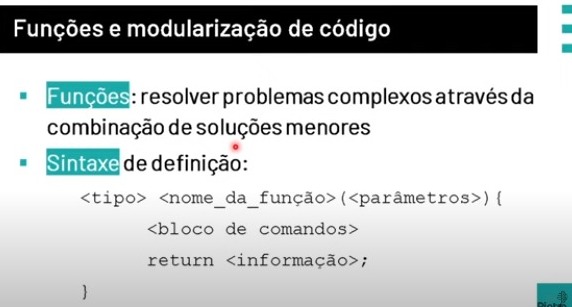 Funções e modularização de código
Funções: resolver problemas complexos através da
combinação de soluções menores
Sintaxe de definição:
<tipo> <nome_da_função>(<parâmetros>){
<bloco de comandos>
return <informação>;
}